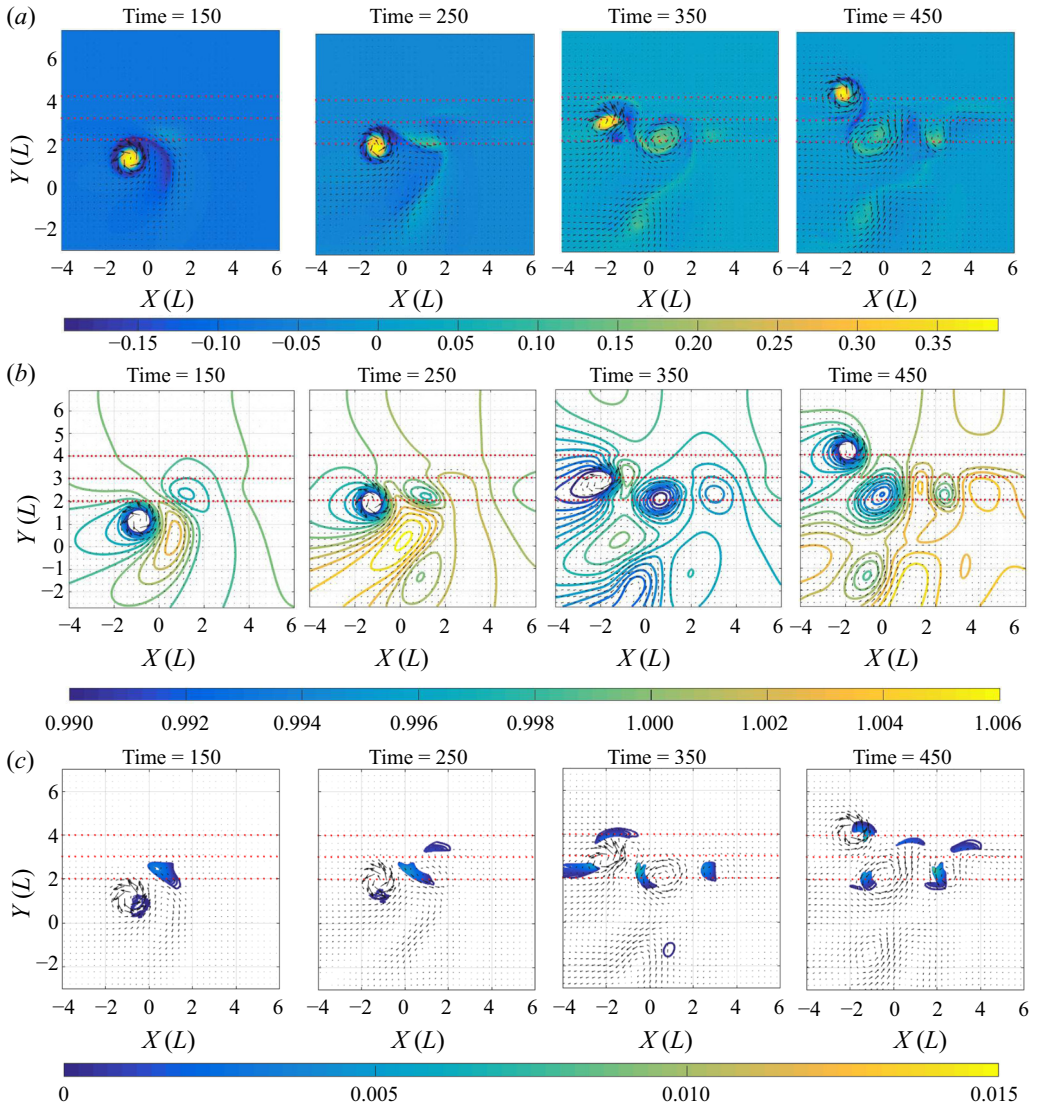 (a) Time = 150 Time = 250 Time = 350 Time = 450
6
4
2
0
−2
Y (L)
−4 −2 0 2 4 6 −4 −2 0 2 4 6 −4 −2 0 2 4 6 −4 −2 0 2 4 6
X (L) X (L) X (L) X (L)
−0.15 −0.10 −0.05 0 0.05 0.10 0.15 0.20 0.25 0.30 0.35
(b) Time = 150 Time = 250 Time = 350 Time = 450
6
5
4
3
2
1
0
−1
−2
Y (L)
−4 −2 0 2 4 6 −4 −2 0 2 4 6 −4 −2 0 2 4 6 −4 −2 0 2 4 6
X (L) X (L) X (L) X (L)
0.990 0.992 0.994 0.996 0.998 1.000 1.002 1.004 1.006
(c) Time = 150 Time = 250 Time = 350 Time = 450
6
4
2
0
−2
Y (L)
−4 −2 0 2 4 6 −4 −2 0 2 4 6 −4 −2 0 2 4 6 −4 −2 0 2 4 6
X (L) X (L) X (L) X (L)
0 0.005 0.010 0.015